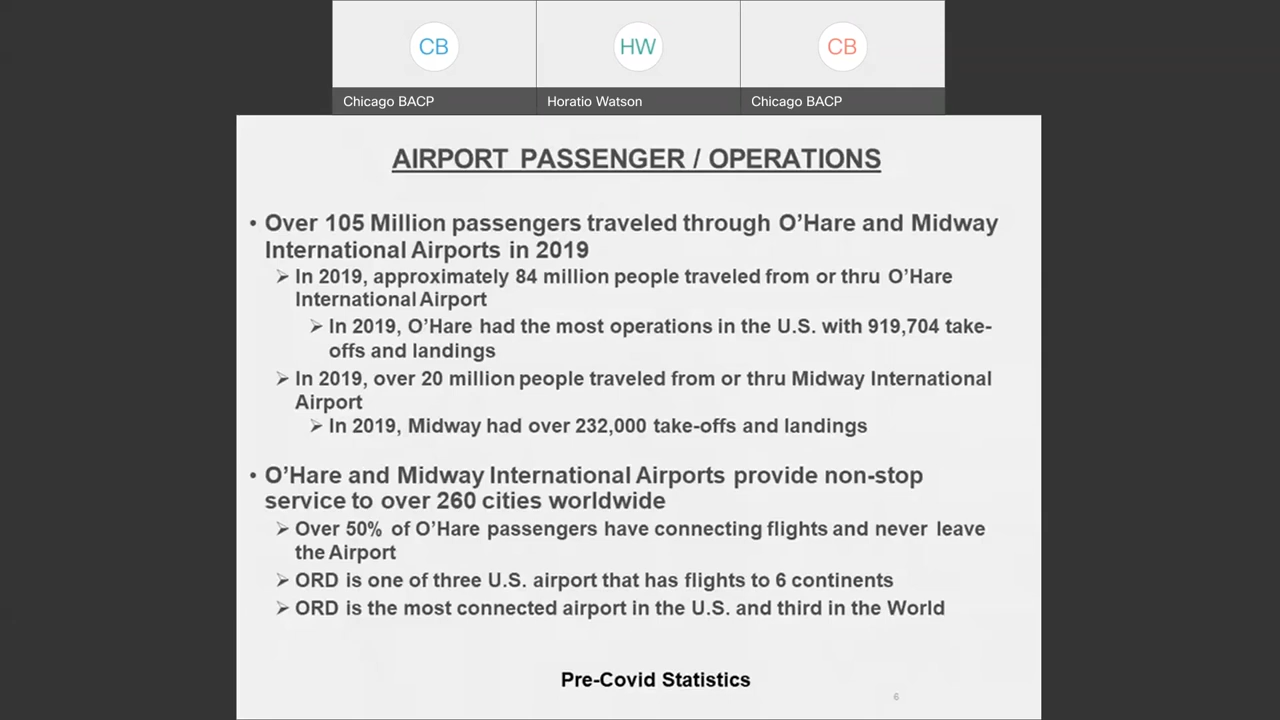 CB
HW
CB
Chicago BACP
Horatio Watson
Chicago BACP
AIRPORT PASSENGER / OPERATIONS
• Over 105 Million passengers traveled through O’Hare and Midway
International Airports in 2019
➢ In 2019, approximately 84 million people traveled from or thru O’Hare
International Airport
➢ In 2019, O’Hare had the most operations in the U.S. with 919,704 take-
offs and landings
➢ In 2019, over 20 million people traveled from or thru Midway International
Airport
➢ In 2019, Midway had over 232,000 take-offs and landings
• O’Hare and Midway International Airports provide non-stop
service to over 260 cities worldwide
➢ Over 50% of O’Hare passengers have connecting flights and never leave
the Airport
➢ ORD is one of three U.S. airport that has flights to 6 continents
➢ ORD is the most connected airport in the U.S. and third in the World
Pre-Covid Statistics
6